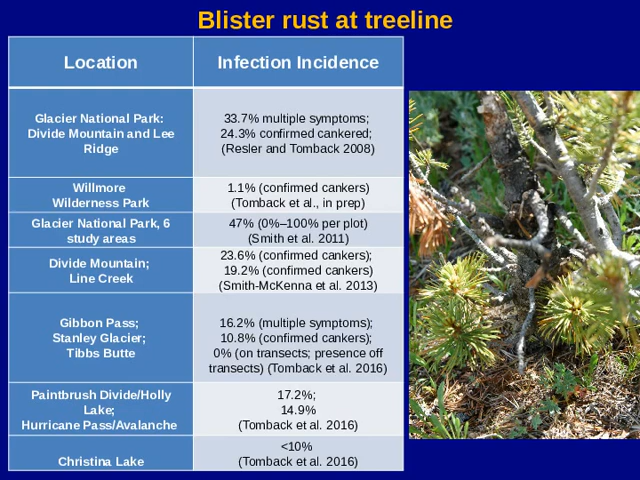 Blister rust at treeline
Location
Infection Incidence
Glacier National Park:
Divide Mountain and Lee
Ridge
33.7% multiple symptoms;
24.3% confirmed cankered;
(Resler and Tomback 2008)
Willmore
Wilderness Park
1.1% (confirmed cankers)
(Tomback et al., in prep)
Glacier National Park, 6
study areas
47% (0%–100% per plot)
(Smith et al. 2011)
Divide Mountain;
Line Creek
23.6% (confirmed cankers);
19.2% (confirmed cankers)
(Smith-McKenna et al. 2013)
Gibbon Pass;
Stanley Glacier;
Tibbs Butte
16.2% (multiple symptoms);
10.8% (confirmed cankers);
0% (on transects; presence off
transects) (Tomback et al. 2016)
Paintbrush Divide/Holly
Lake;
Hurricane Pass/Avalanche
17.2%;
14.9%
(Tomback et al. 2016)
Christina Lake
<10%
(Tomback et al. 2016)